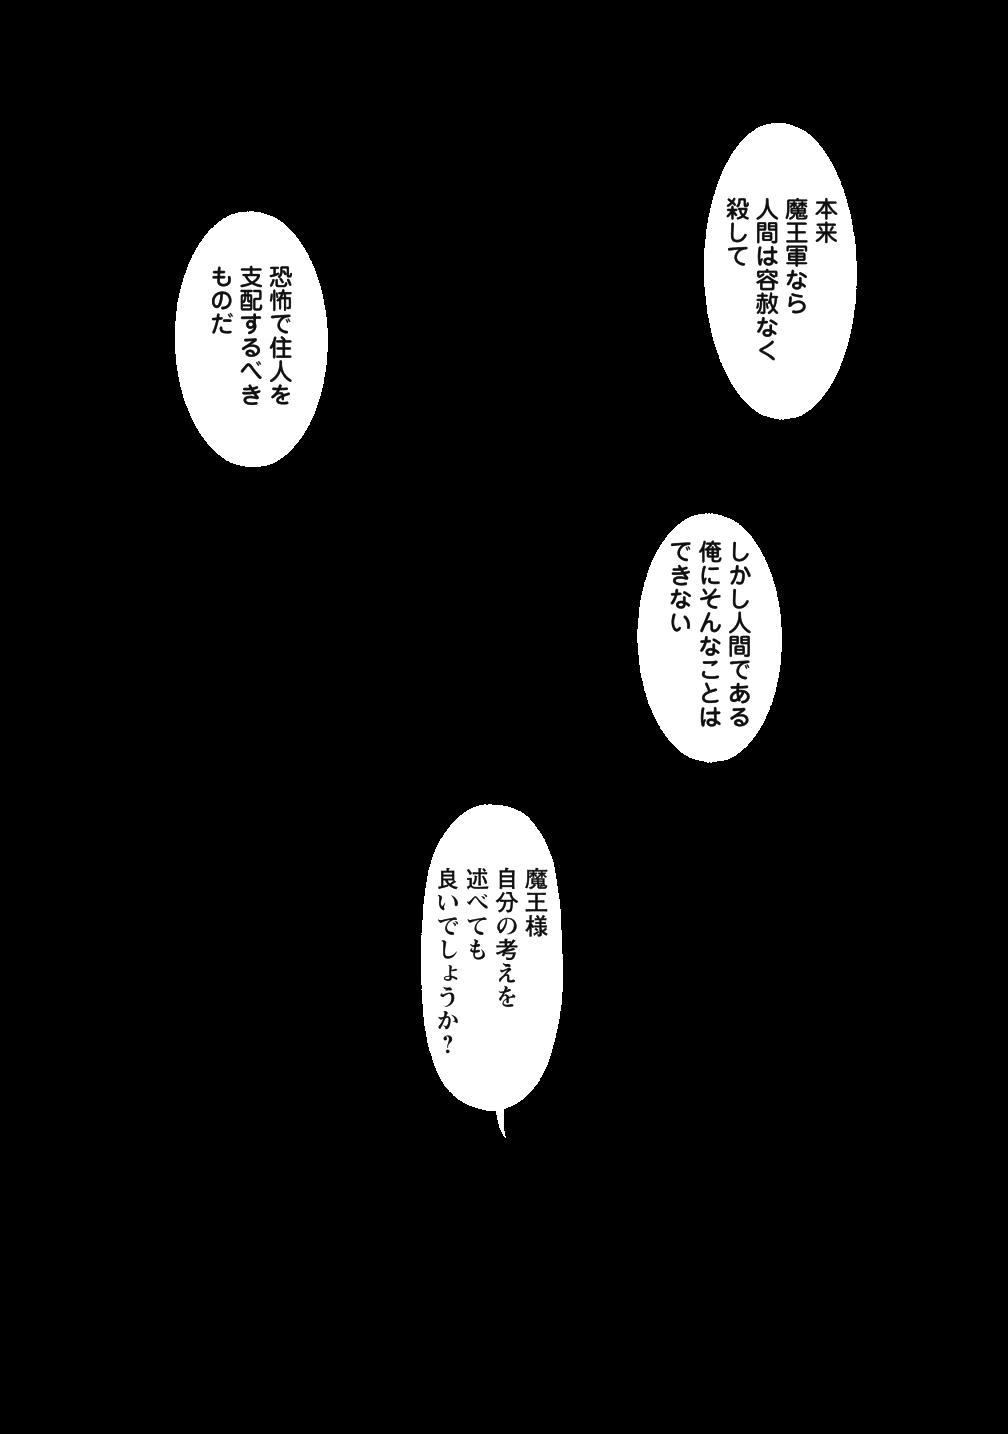 本来
魔王軍なら
人間は容赦なく
殺して
恐怖で住人を
支配するべき
ものだ
しかし人間である
俺にそんなことは
できない
魔王様
自分の考えを
述べても
良いでしょうか？